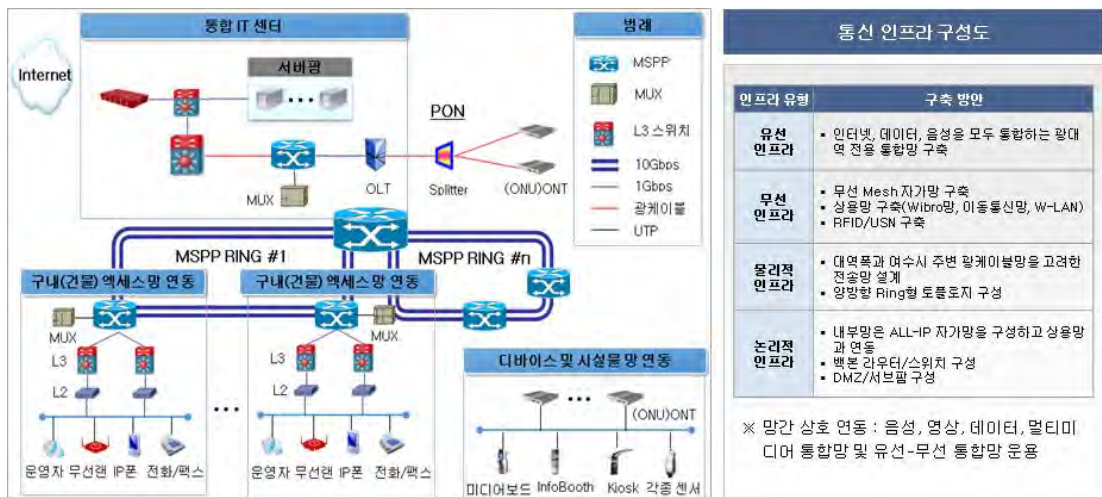 통합 IT 센터
Internet
서버팜
PON
MUX
OLT
Splitter
(ONU)ONT
범례
MSPP
MUX
L3 스위치
10Gbps
1Gbps
광케이블
UTP
MSPP RING #1
MSPP RING #n
구내(건물) 액세스 망 연동
MUX
L3
L2
운영자 무선랜 IP폰 전화/팩스
...
구내(건물) 액세스 망 연동
MUX
L3
L2
운영자 무선랜 IP폰 전화/팩스
디바이스 및 시설물 망 연동
(ONU)ONT
미디어보드 InfoBooth Kiosk 각종 센서
통신 인프라 구성도
인프라 유형 구축 방안
유선
인프라
• 인터넷, 데이터, 음성을 모두 통합하는 광대
역 전용 통합망 구축
무선
인프라
• 무선 Mesh 자가망 구축
• 상용망 구축(Wibro망, 이동통신망, W-LAN)
• RFID/USN 구축
물리적
인프라
• 대역폭과 여수시 주변 광케이블망을 고려한
전송망 설계
• 양방향 Ring형 토폴로지 구성
논리적
인프라
• 내부망은 ALL-IP 자가망을 구성하고 상용망
과 연동
• 백본 라우터/스위치 구성
• DMZ/서브팜 구성
※ 망간 상호 연동 : 음성, 영상, 데이터, 멀티미
디어 통합망 및 유선-무선 통합망 운용